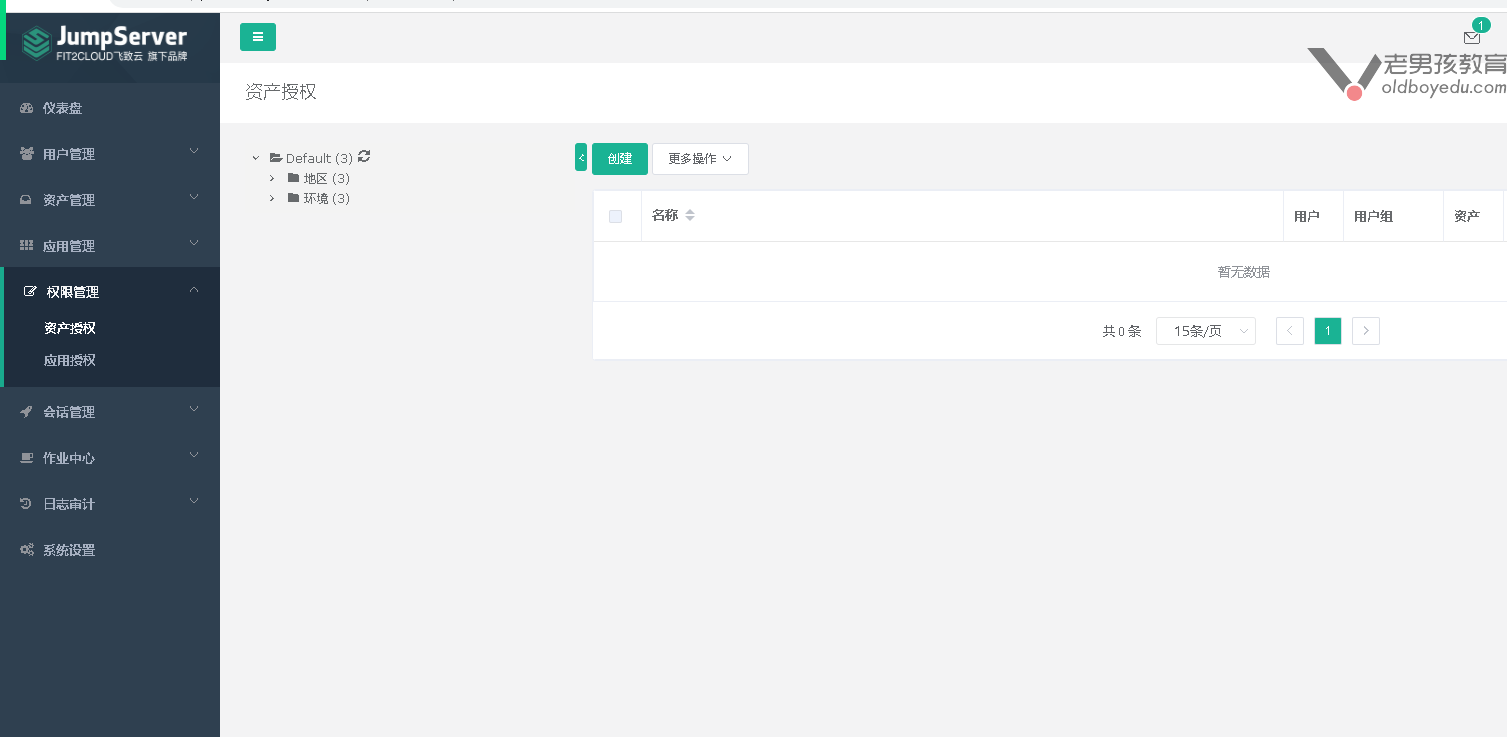 JumpServer
FIT2CLOUD飞致云 旗下品牌
1
老男孩教育
oldboyedu.com
资产授权
仪表盘
用户管理
资产管理
应用管理
权限管理
资产授权
应用授权
会话管理
作业中心
日志审计
系统设置
Default (3)
地区 (3)
环境 (3)
创建
更多操作
名称
用户
用户组
资产
暂无数据
共 0 条
15条/页
1